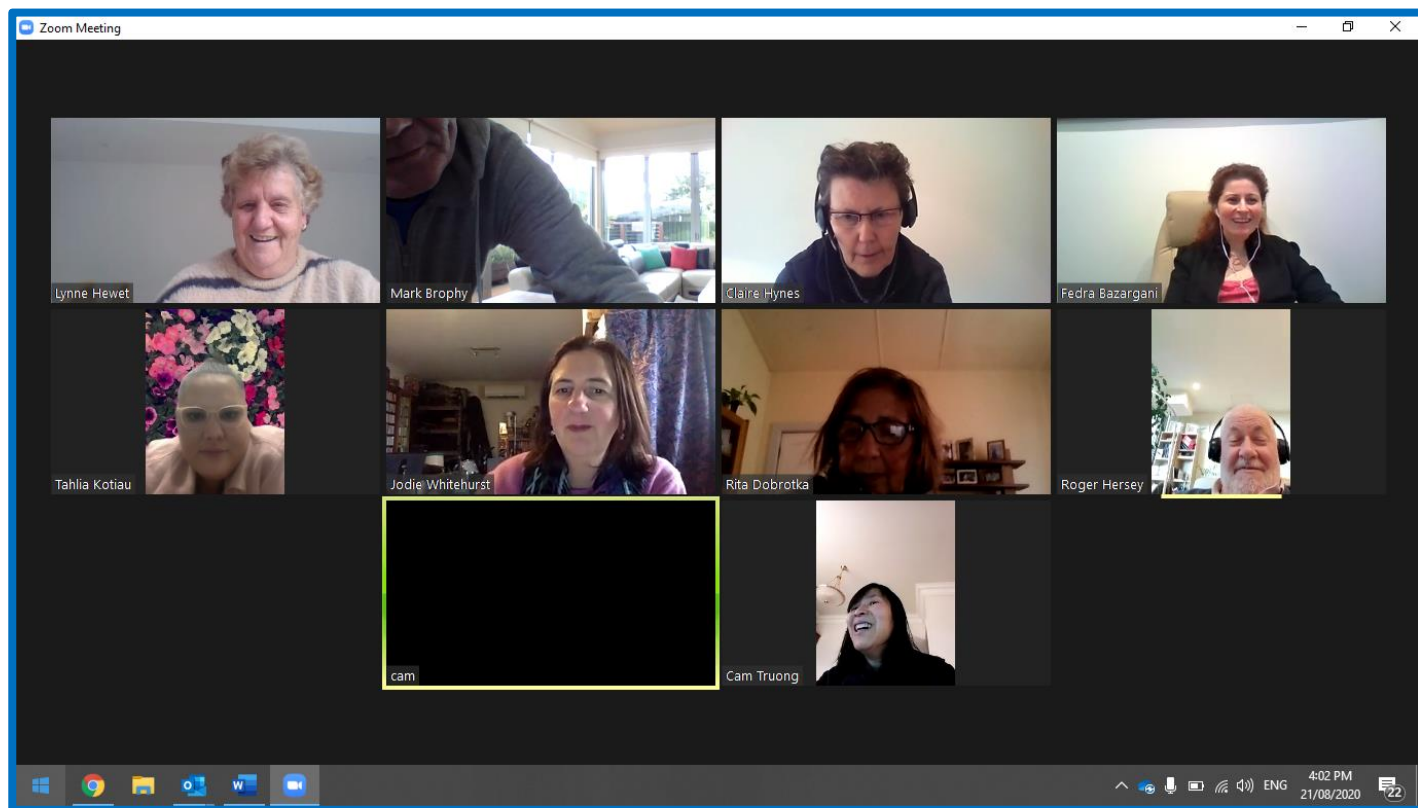 Zoom Meeting
Lynne Hewet
Mark Brophy
Claire Hynes
Fedra Bazargani
Tahlia Kotiau
Jodie Whitehurst
Rita Dobrotka
Roger Hersey
cam
Cam Truong
ENG
4:02 PM
21/08/2020
22